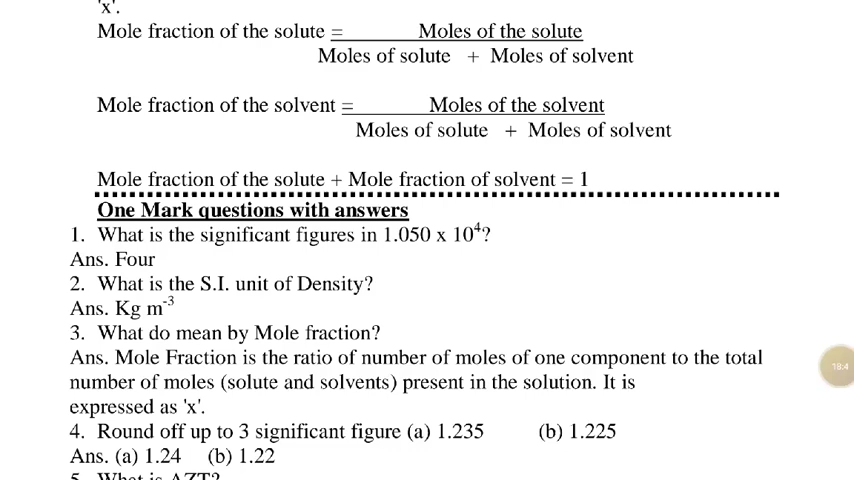 'x'.
Mole fraction of the solute = Moles of the solute
Moles of solute + Moles of solvent
Mole fraction of the solvent = Moles of the solvent
Moles of solute + Moles of solvent
Mole fraction of the solute + Mole fraction of solvent = 1
One Mark questions with answers
1. What is the significant figures in 1.050 x 10⁴?
Ans. Four
2. What is the S.I. unit of Density?
Ans. Kg m⁻³
3. What do mean by Mole fraction?
Ans. Mole Fraction is the ratio of number of moles of one component to the total
number of moles (solute and solvents) present in the solution. It is
expressed as 'x'.
4. Round off up to 3 significant figure (a) 1.235 (b) 1.225
Ans. (a) 1.24 (b) 1.22
5. What is AZT?
18:4